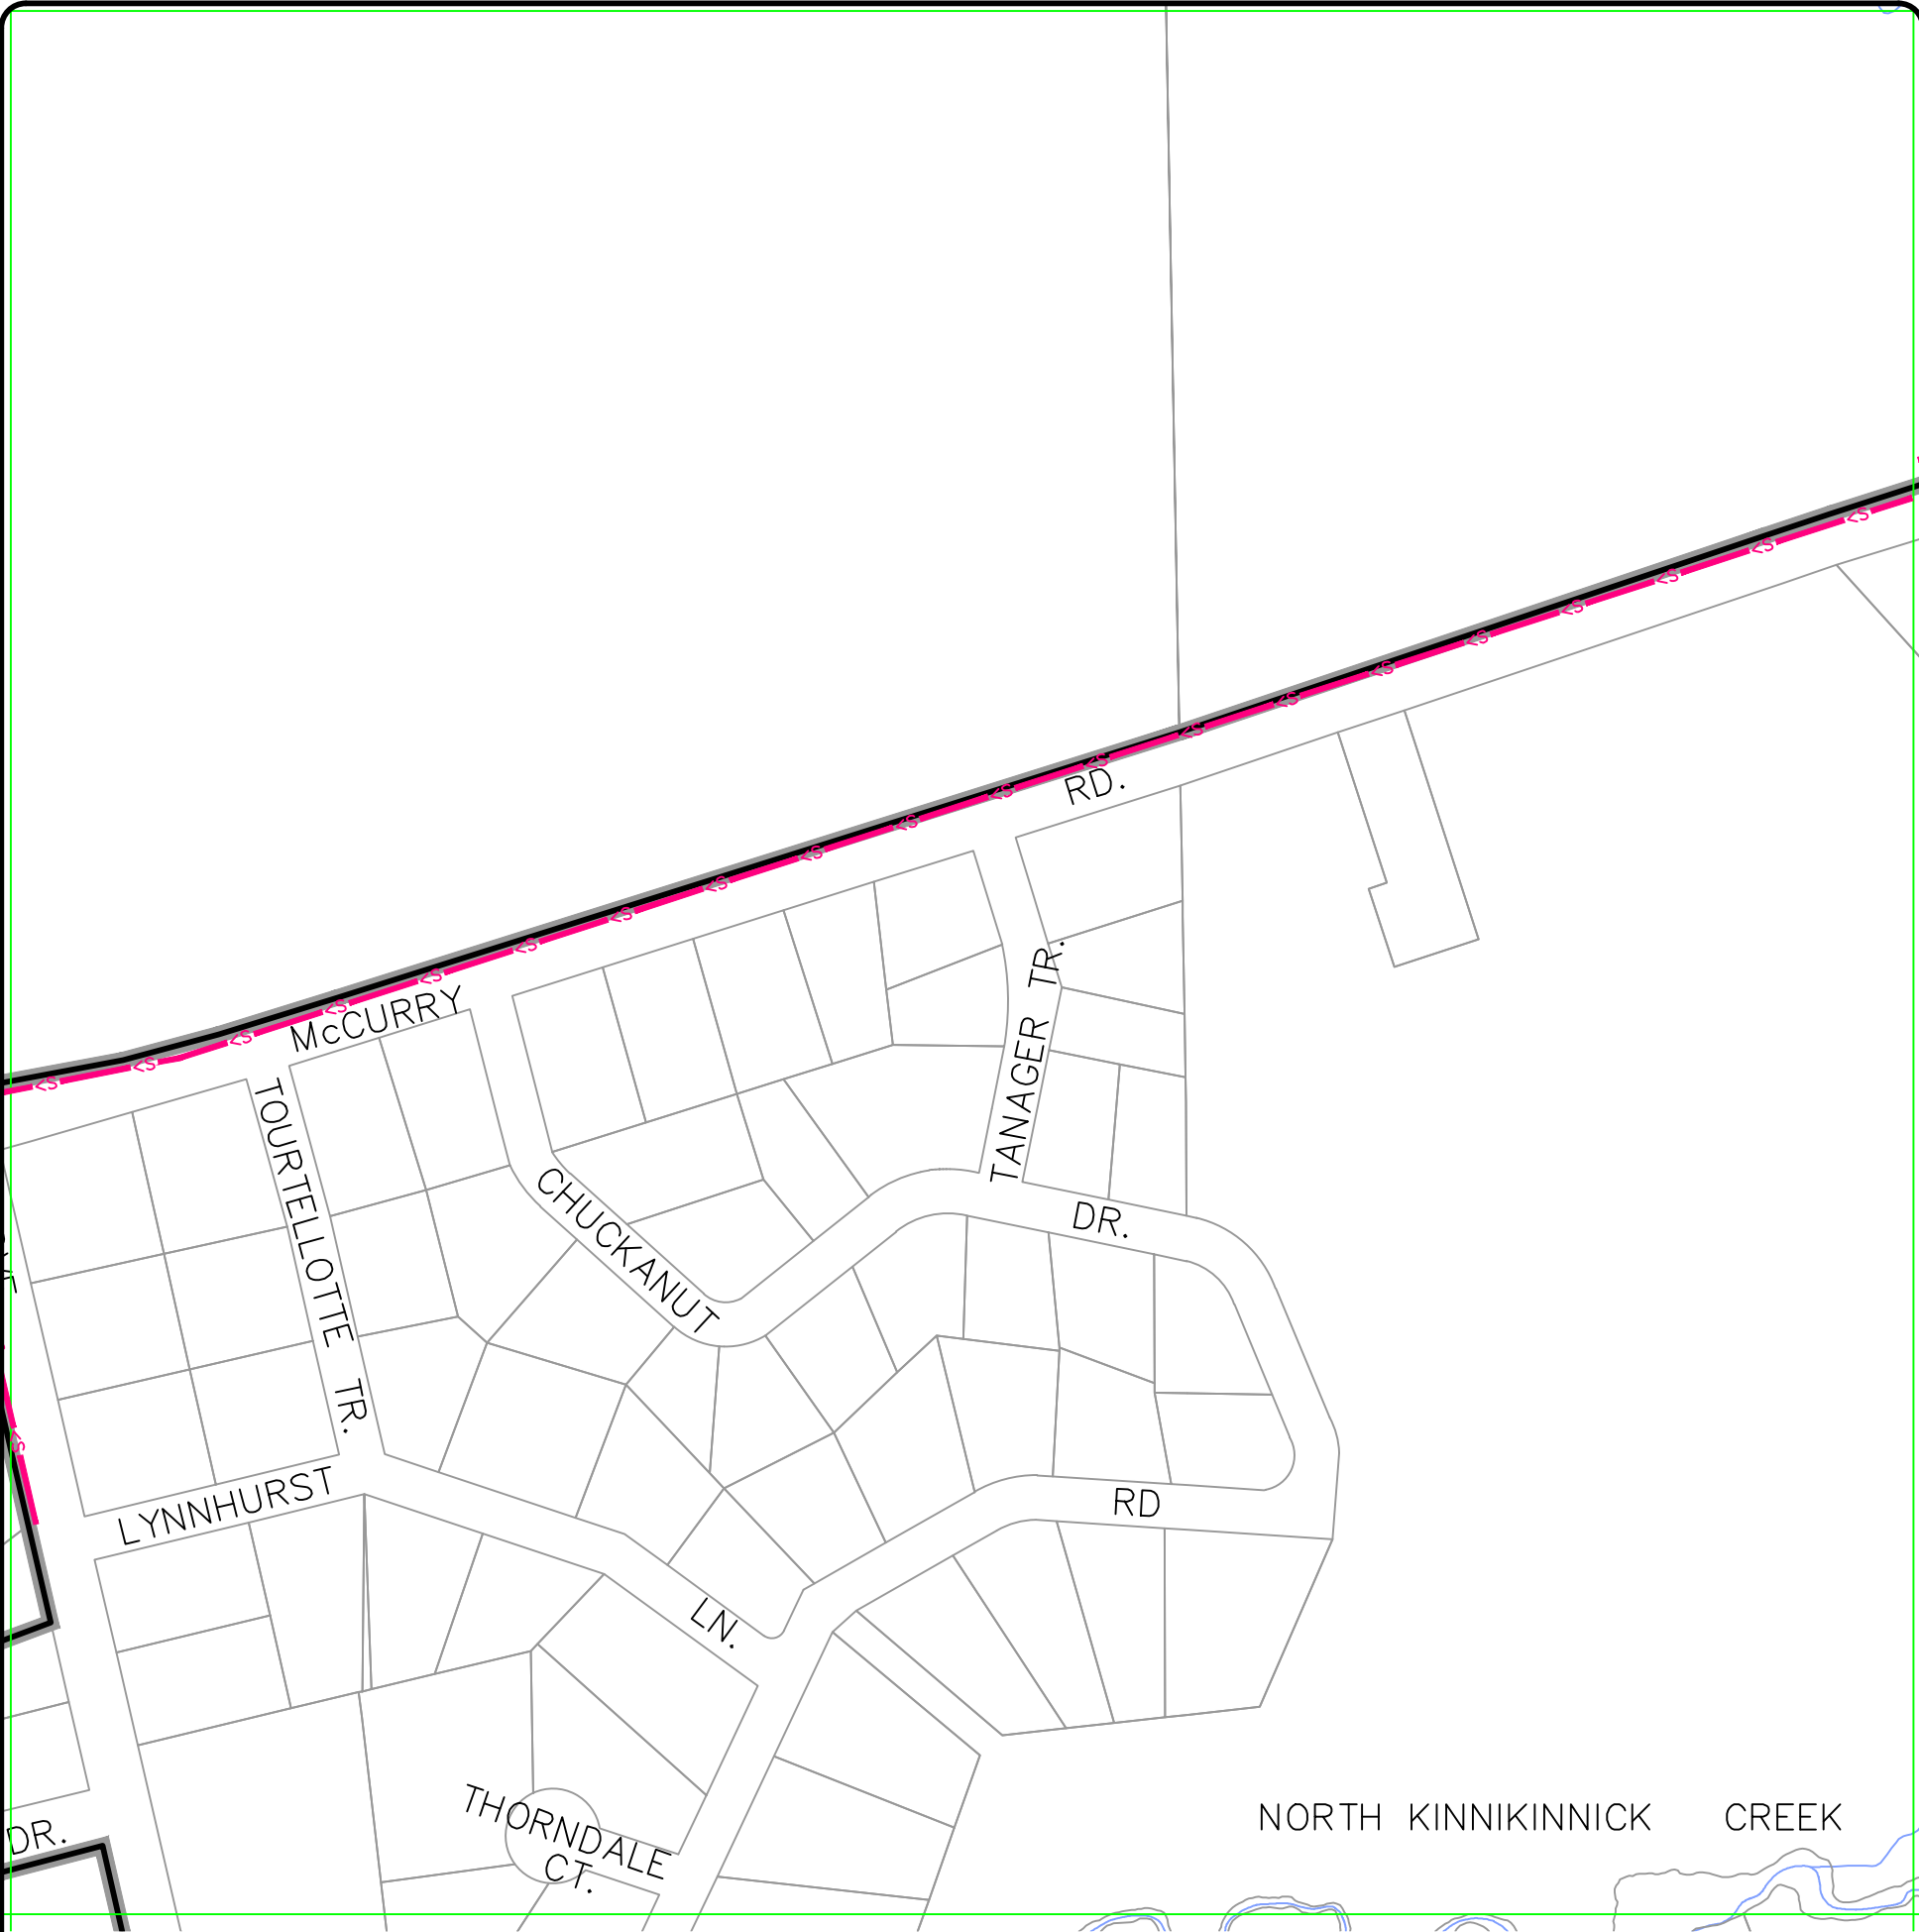 RD.
McCURRY
TANAGER TR.
TOURTELLOTTE TR.
CHUCKANUT
DR.
LYNNHURST
RD
LN.
THORNDALE
CT.
DR.
NORTH KINNIKINNICK CREEK